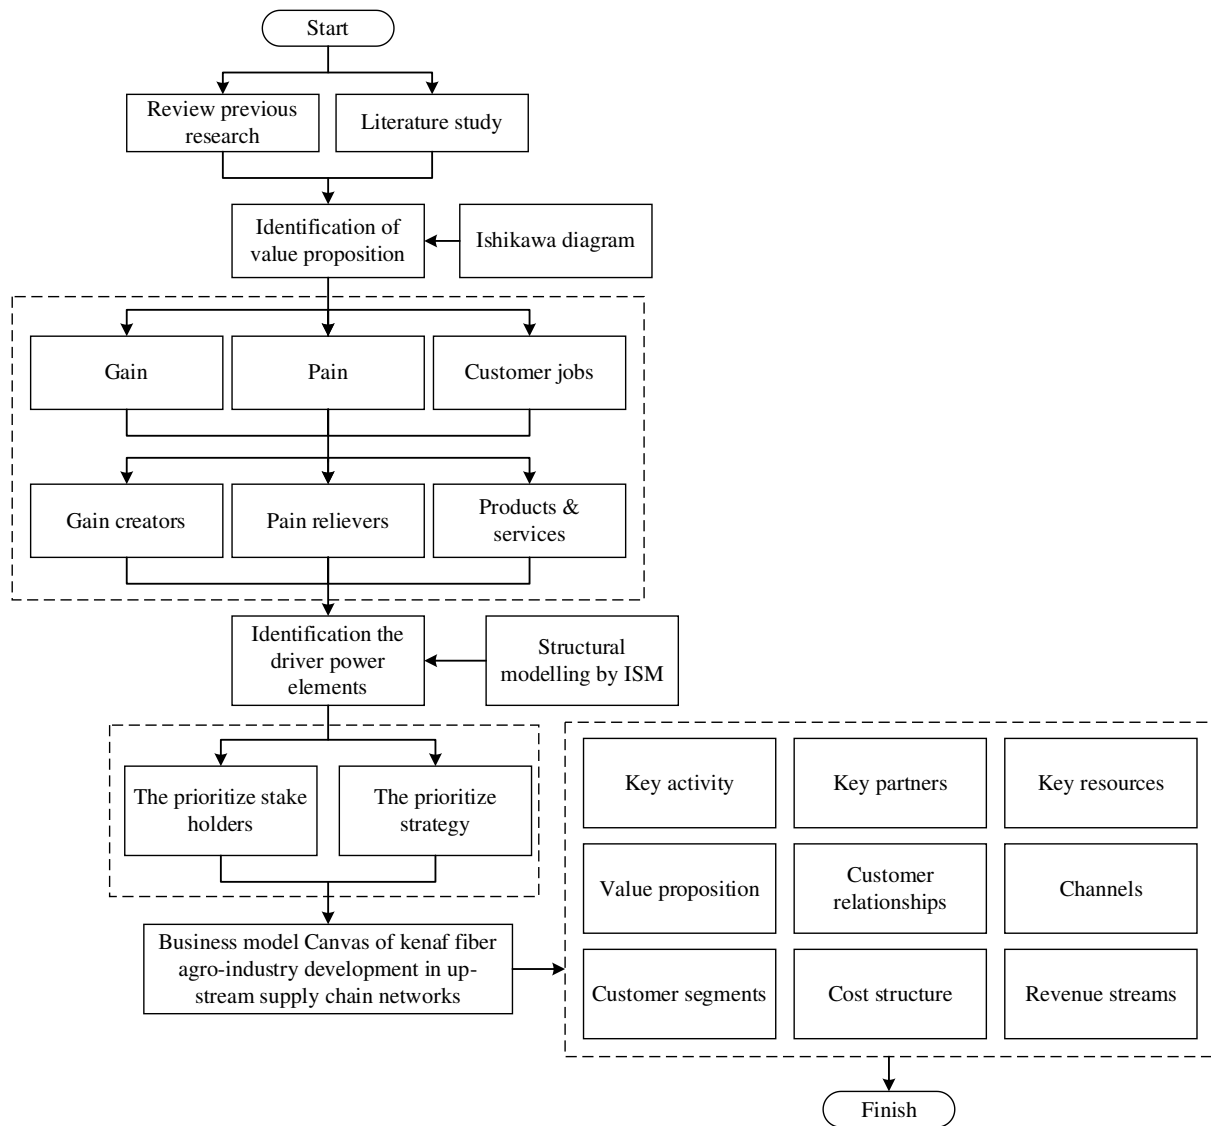 Start
Review previous
research
Literature study
Identification of
value proposition
Ishikawa diagram
Gain
Pain
Customer jobs
Gain creators
Pain relievers
Products &
services
Identification the
driver power
elements
Structural
modelling by ISM
The prioritize stake
holders
The prioritize
strategy
Business model Canvas of kenaf fiber
agro-industry development in up-
stream supply chain networks
Key activity
Key partners
Key resources
Value proposition
Customer
relationships
Channels
Customer segments
Cost structure
Revenue streams
Finish